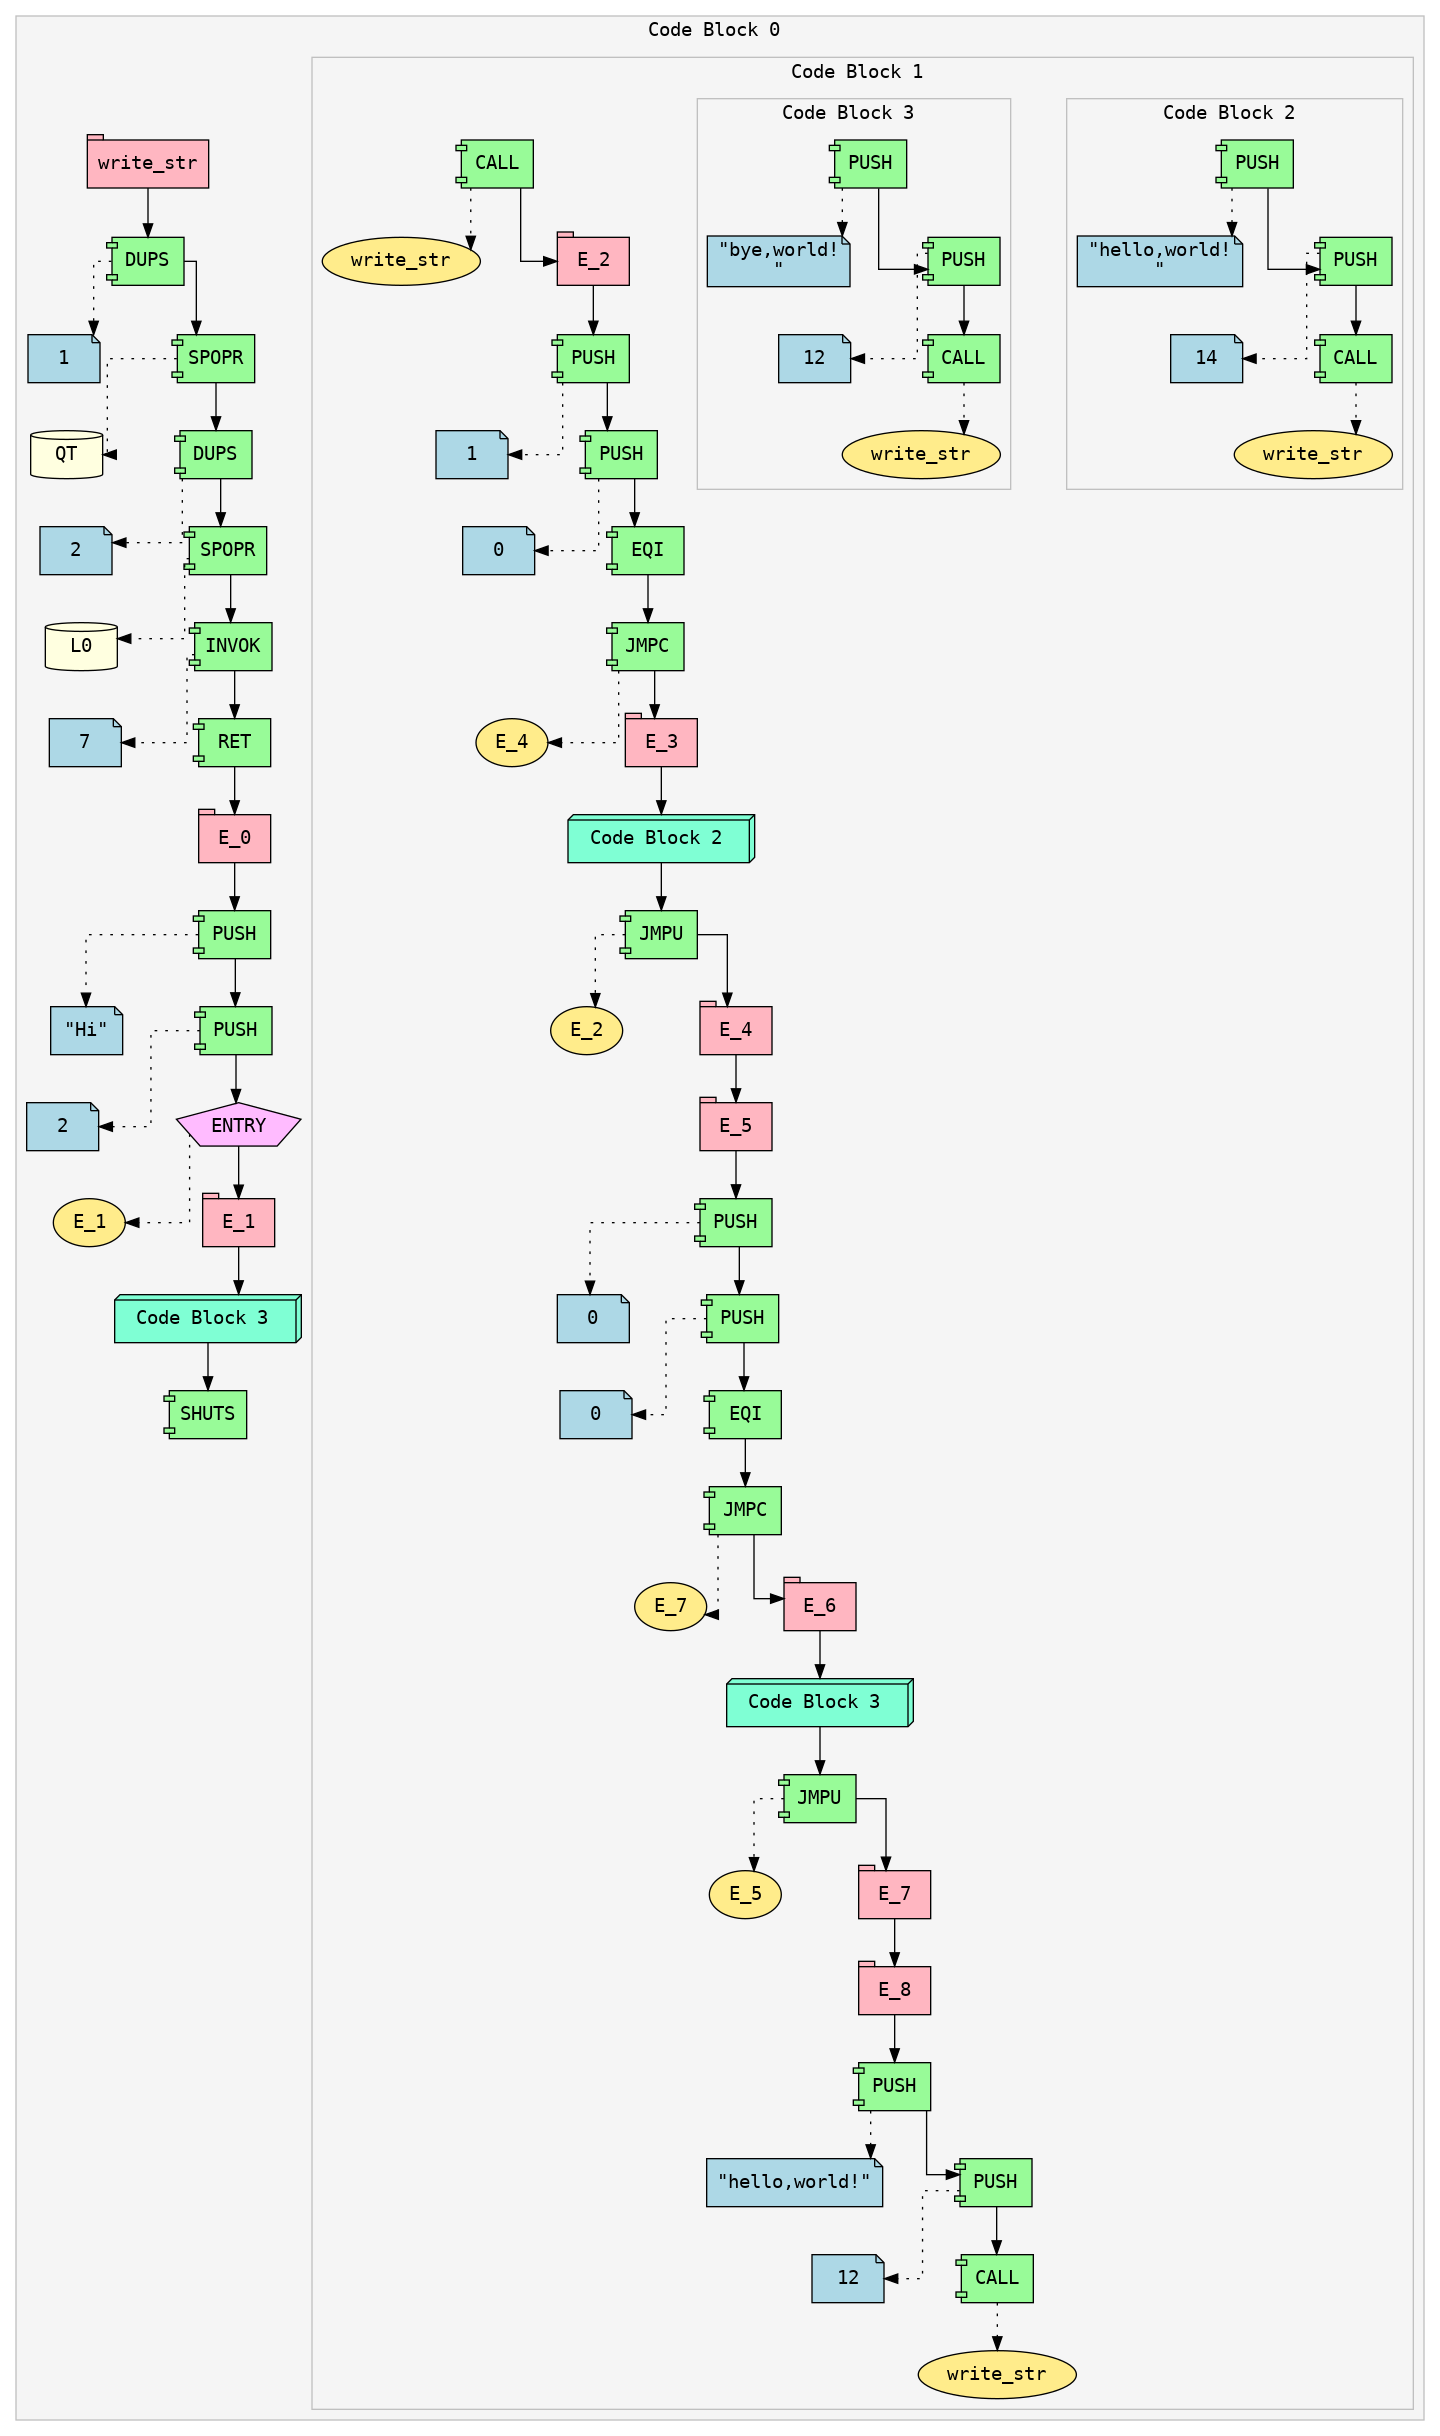 Code Block 0
write_str
DUPS
1
SPOPR
QT
DUPS
2
SPOPR
L0
INVOK
7
RET
E_0
PUSH
"Hi"
PUSH
2
ENTRY
E_1
E_1
Code Block 3
SHUTS
Code Block 1
CALL
write_str
E_2
PUSH
1
PUSH
0
EQI
JMPC
E_4
E_3
Code Block 2
JMPU
E_2
E_4
E_5
PUSH
0
PUSH
0
EQI
JMPC
E_7
E_6
Code Block 3
JMPU
E_5
E_7
E_8
PUSH
"hello,world!"
PUSH
12
CALL
write_str
Code Block 3
PUSH
"bye,world!
"
PUSH
12
CALL
write_str
Code Block 2
PUSH
"hello,world!
"
PUSH
14
CALL
write_str